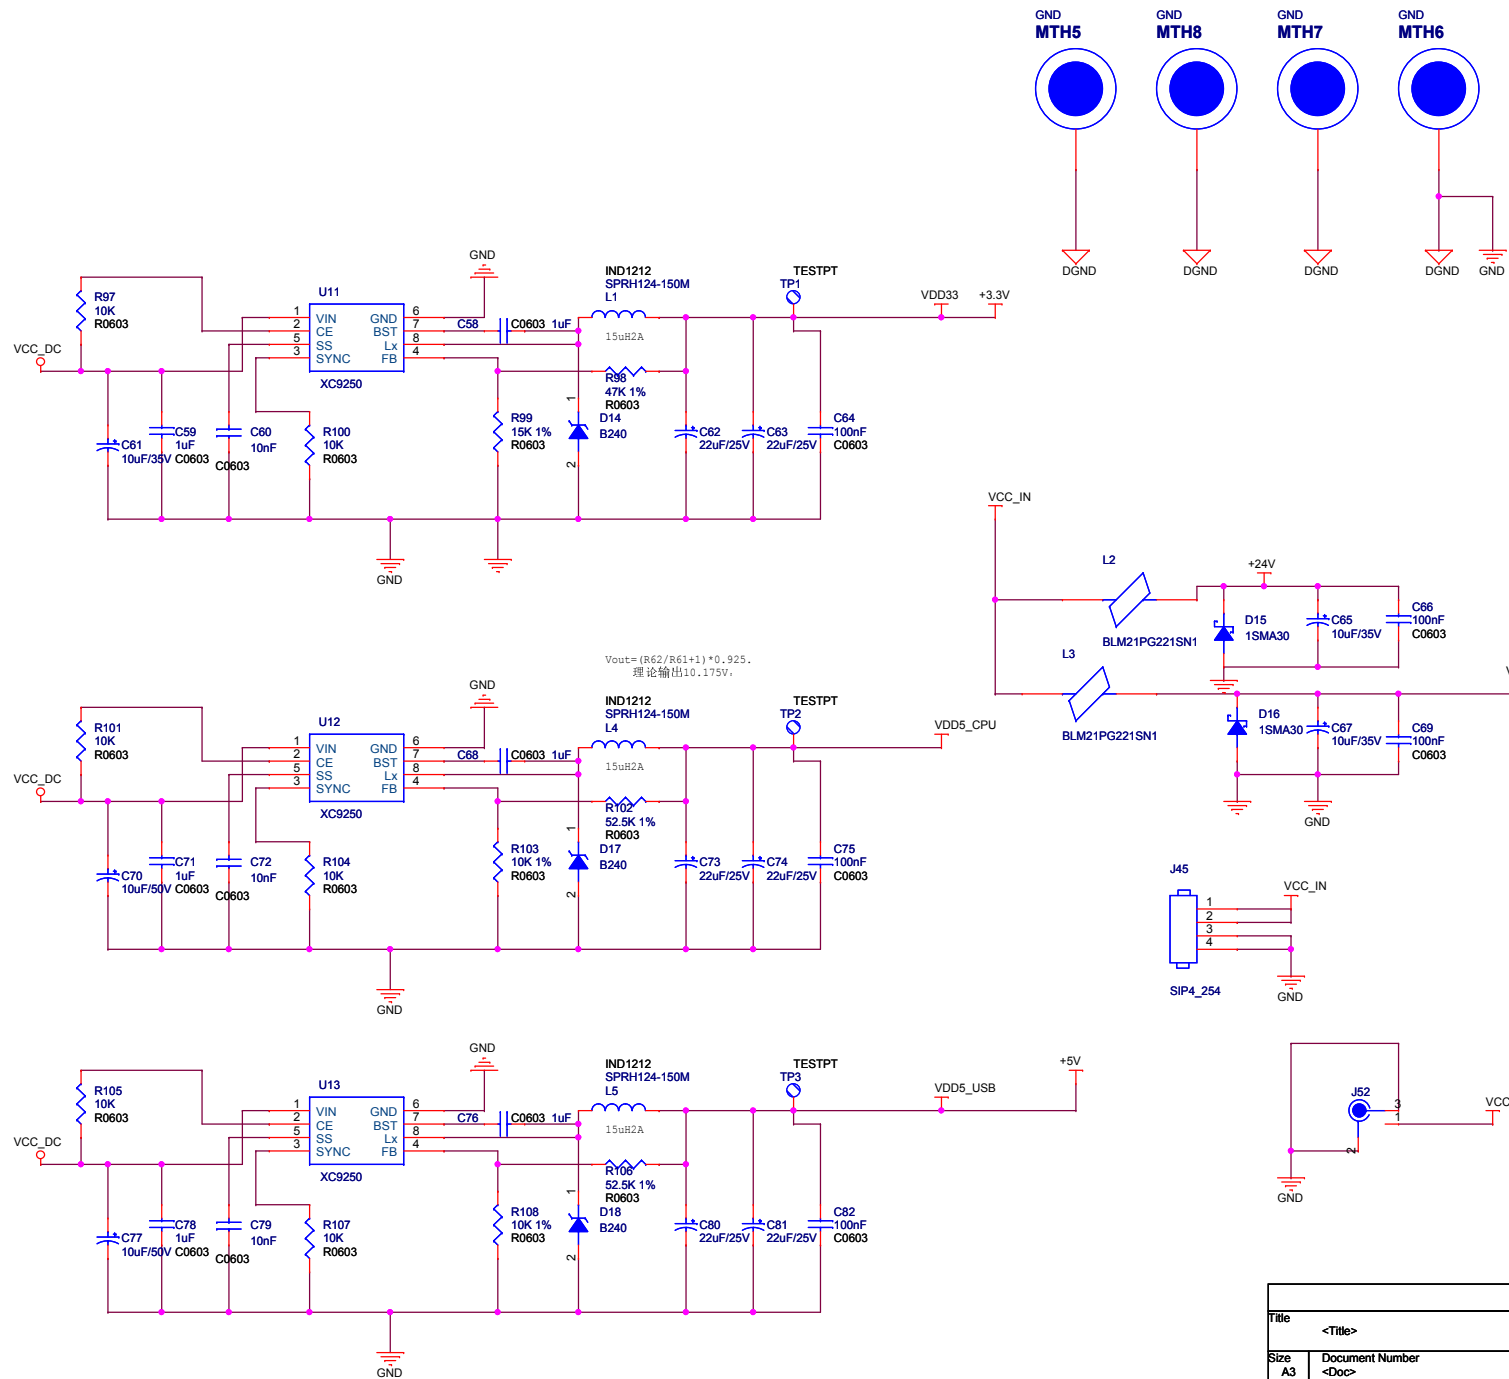 GND
MTH5
GND
MTH8
GND
MTH7
GND
MTH6
DGND
DGND
DGND
DGND
GND
GND
IND1212
SPRH124-150M
L1
15uH2A
TESTPT
TP1
VDD33
+3.3V
R97
10K
R0603
U11
1
2
5
3
VIN
CE
SS
SYNC
GND
BST
Lx
FB
6
7
8
4
XC9250
C58
C0603
1uF
VCC_DC
R98
47K 1%
R0603
C61
10uF/35V
C59
1uF
C0603
C60
10nF
C0603
R100
10K
R0603
R99
15K 1%
R0603
1
D14
B240
2
C62
22uF/25V
C63
22uF/25V
C64
100nF
C0603
GND
VCC_IN
L2
BLM21PG221SN1
+24V
D15
1SMA30
C65
10uF/35V
C66
100nF
C0603
L3
BLM21PG221SN1
D16
1SMA30
C67
10uF/35V
C69
100nF
C0603
GND
Vout=(R62/R61+1)*0.925.
理论输出10.175V.
GND
IND1212
SPRH124-150M
L4
15uH2A
TESTPT
TP2
VDD5_CPU
R101
10K
R0603
U12
1
2
5
3
VIN
CE
SS
SYNC
GND
BST
Lx
FB
6
7
8
4
XC9250
C68
C0603
1uF
VCC_DC
R102
52.5K 1%
R0603
C70
10uF/50V
C71
1uF
C0603
C72
10nF
C0603
R104
10K
R0603
R103
10K 1%
R0603
1
D17
B240
2
C73
22uF/25V
C74
22uF/25V
C75
100nF
C0603
GND
J45
1
2
3
4
VCC_IN
SIP4_254
GND
GND
IND1212
SPRH124-150M
L5
15uH2A
TESTPT
TP3
VDD5_USB
+5V
R105
10K
R0603
U13
1
2
5
3
VIN
CE
SS
SYNC
GND
BST
Lx
FB
6
7
8
4
XC9250
C76
C0603
1uF
VCC_DC
R106
52.5K 1%
R0603
C77
10uF/50V
C78
1uF
C0603
C79
10nF
C0603
R107
10K
R0603
R108
10K 1%
R0603
1
D18
B240
2
C80
22uF/25V
C81
22uF/25V
C82
100nF
C0603
GND
J52
3
1
2
VCC
GND
Title
<Title>
Size
A3
Document Number
<Doc>